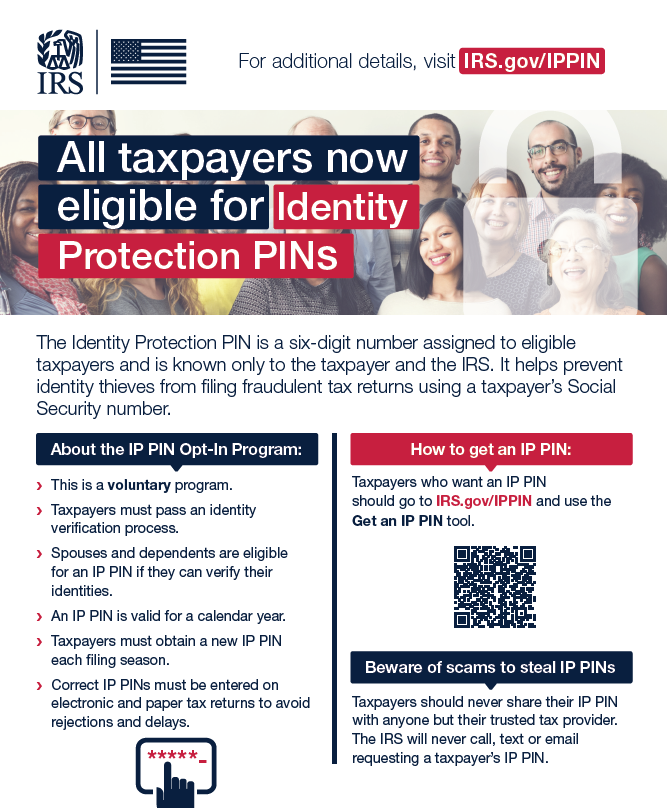 IRS
For additional details, visit IRS.gov/IPPIN
All taxpayers now
eligible for Identity
Protection PINs
The Identity Protection PIN is a six-digit number assigned to eligible
taxpayers and is known only to the taxpayer and the IRS. It helps prevent
identity thieves from filing fraudulent tax returns using a taxpayer’s Social
Security number.
About the IP PIN Opt-In Program:
› This is a voluntary program.
› Taxpayers must pass an identity
verification process.
› Spouses and dependents are eligible
for an IP PIN if they can verify their
identities.
› An IP PIN is valid for a calendar year.
› Taxpayers must obtain a new IP PIN
each filing season.
› Correct IP PINs must be entered on
electronic and paper tax returns to avoid
rejections and delays.
*****-
How to get an IP PIN:
Taxpayers who want an IP PIN
should go to IRS.gov/IPPIN and use the
Get an IP PIN tool.
Beware of scams to steal IP PINs
Taxpayers should never share their IP PIN
with anyone but their trusted tax provider.
The IRS will never call, text or email
requesting a taxpayer’s IP PIN.